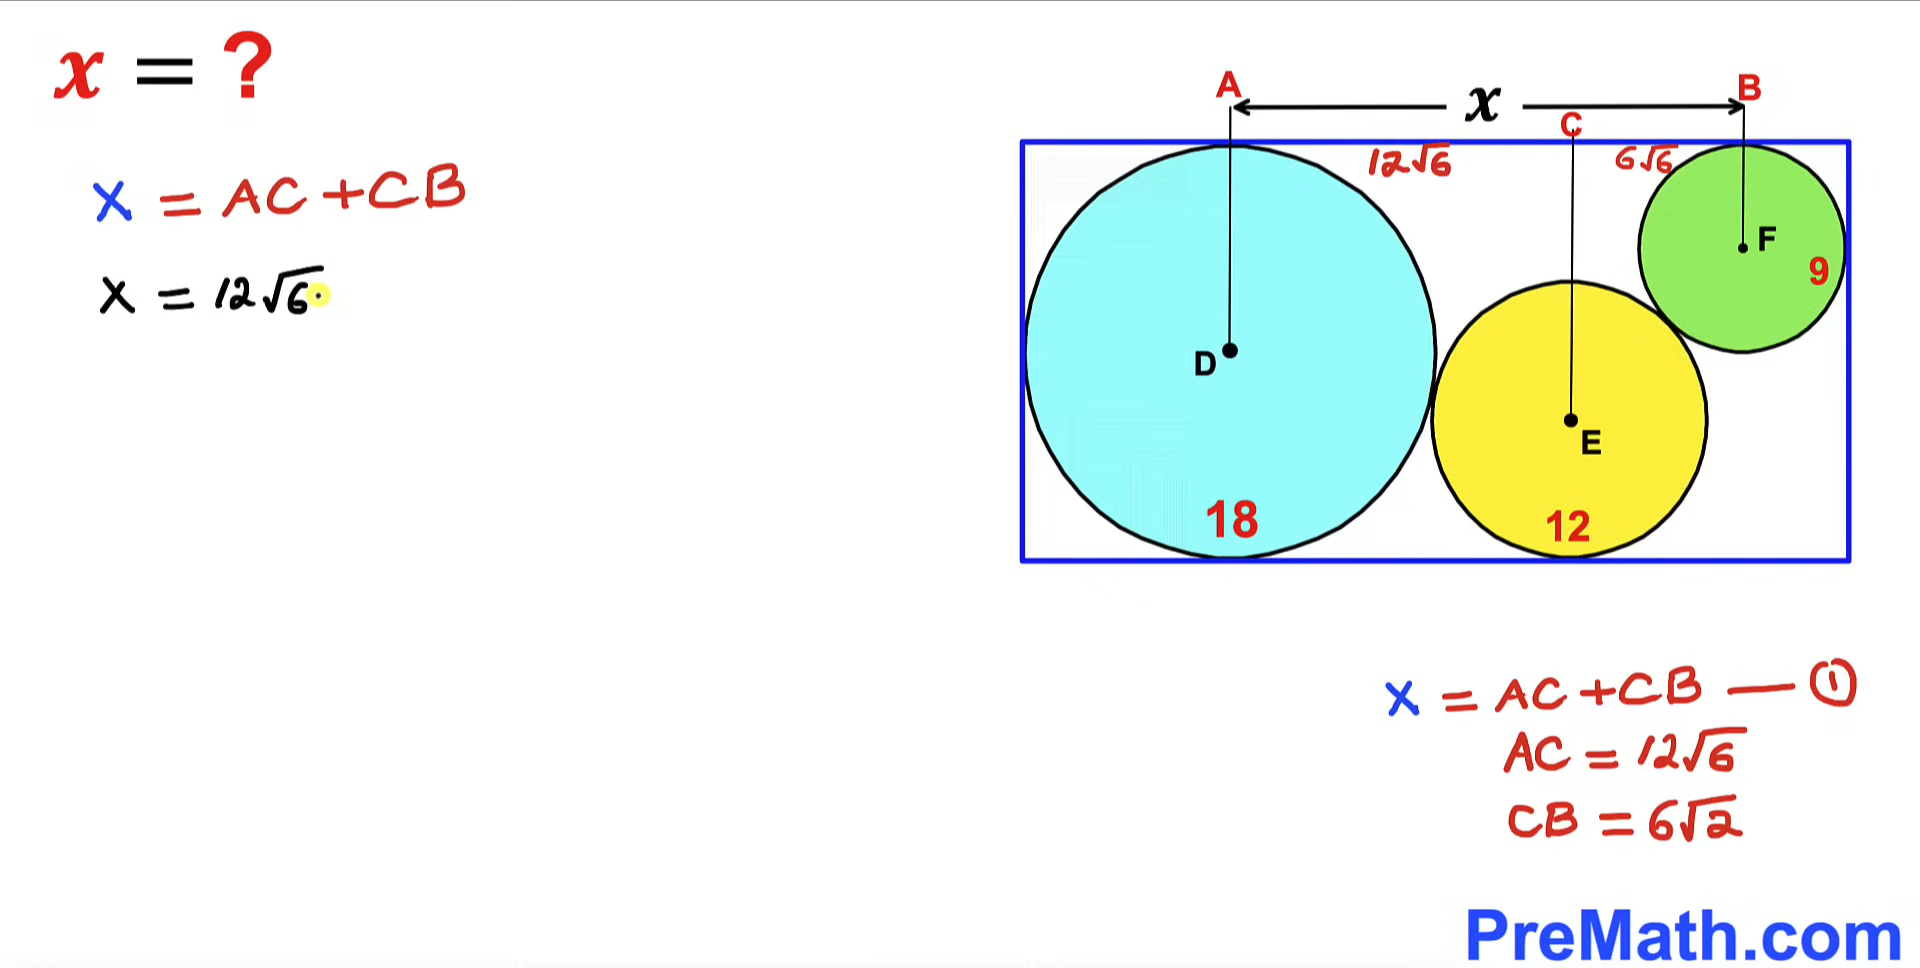 x = ?
X = AC + CB
X = 12√6
A
x
B
C
12√6
6√6
F
9
D
E
18
12
X = AC + CB — ①
AC = 12√6
CB = 6√2
PreMath.com